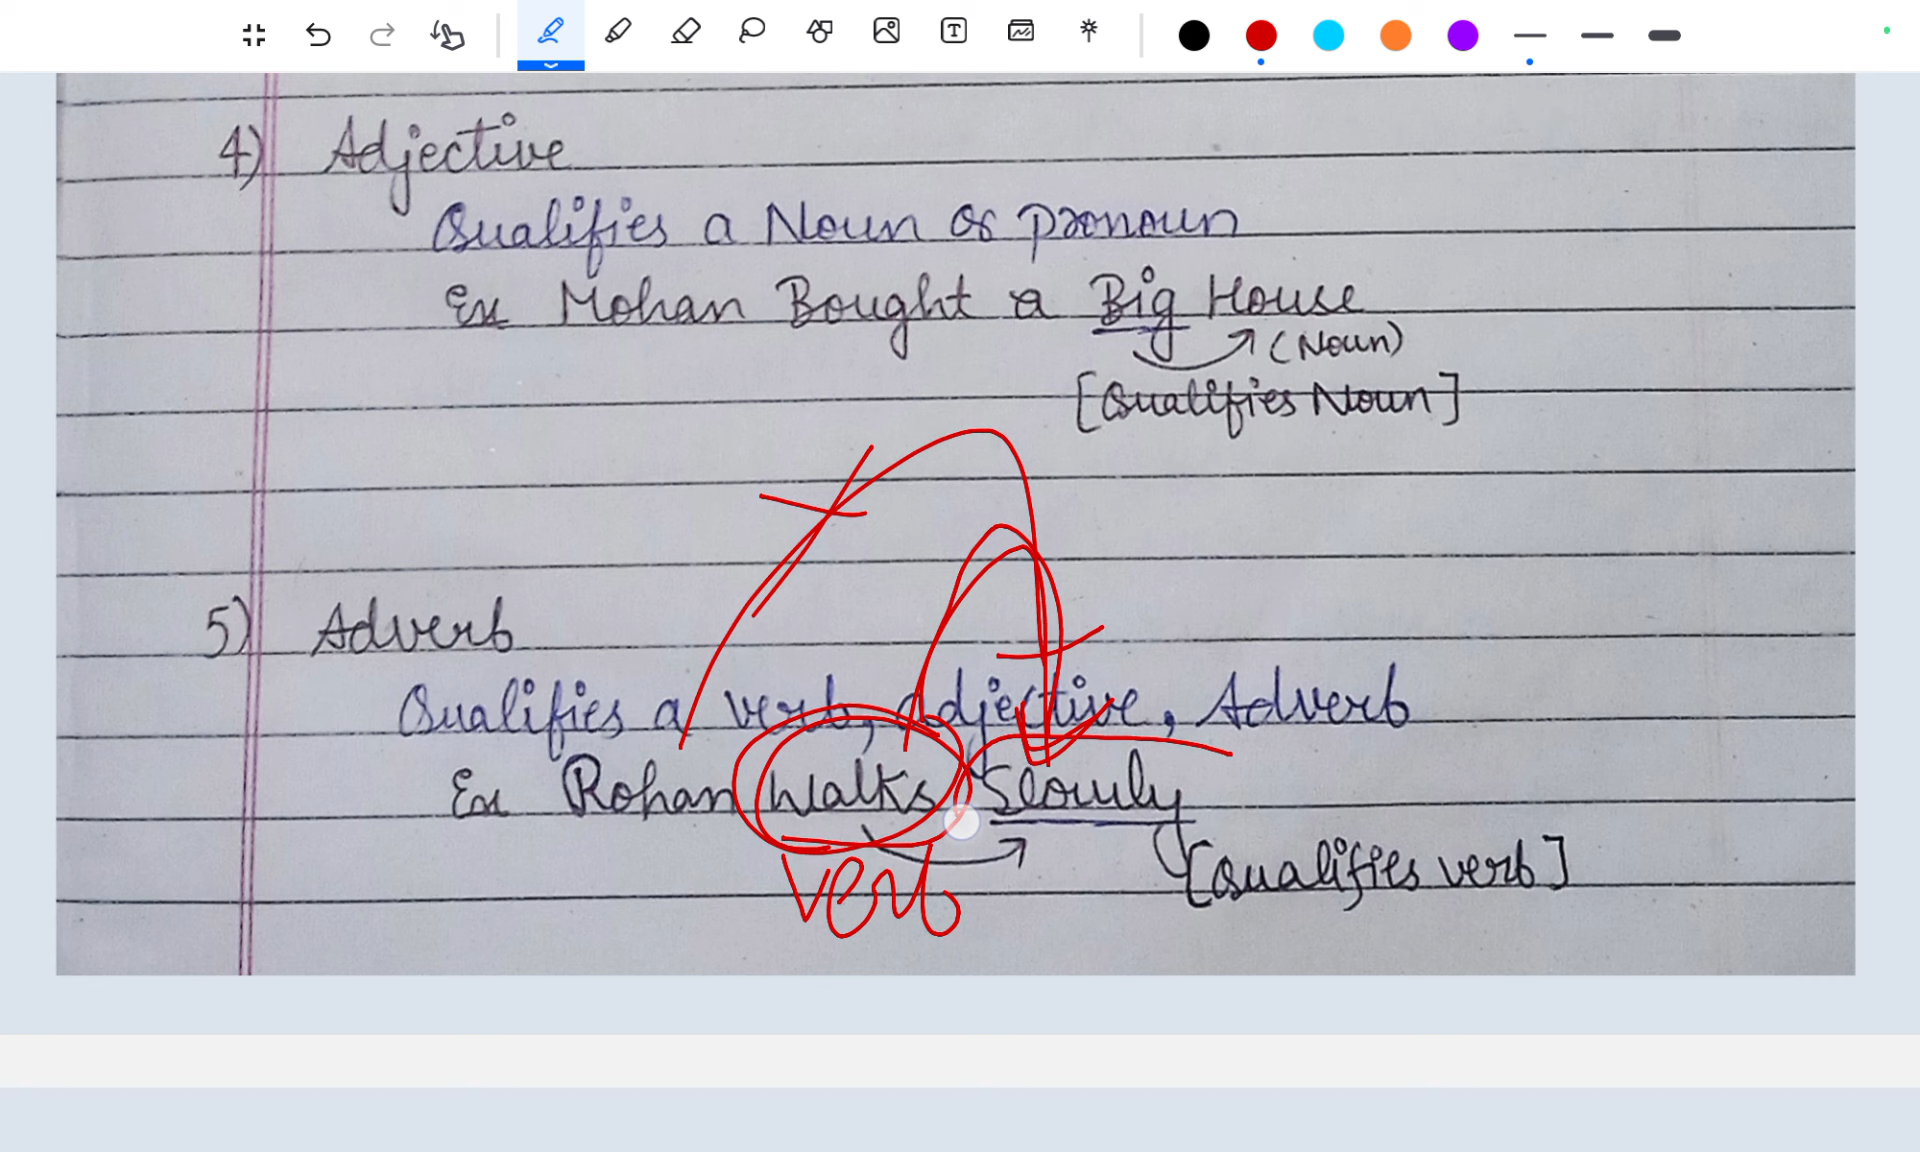 4) Adjective
Qualifies a Noun or pronoun
Ex Mohan Bought a Big House
(Noun)
[Qualifies Noun]
5) Adverb
Qualifies a verb, adjective, Adverb
Ex Rohan Walks Slowly
[Qualifies verb]
verb